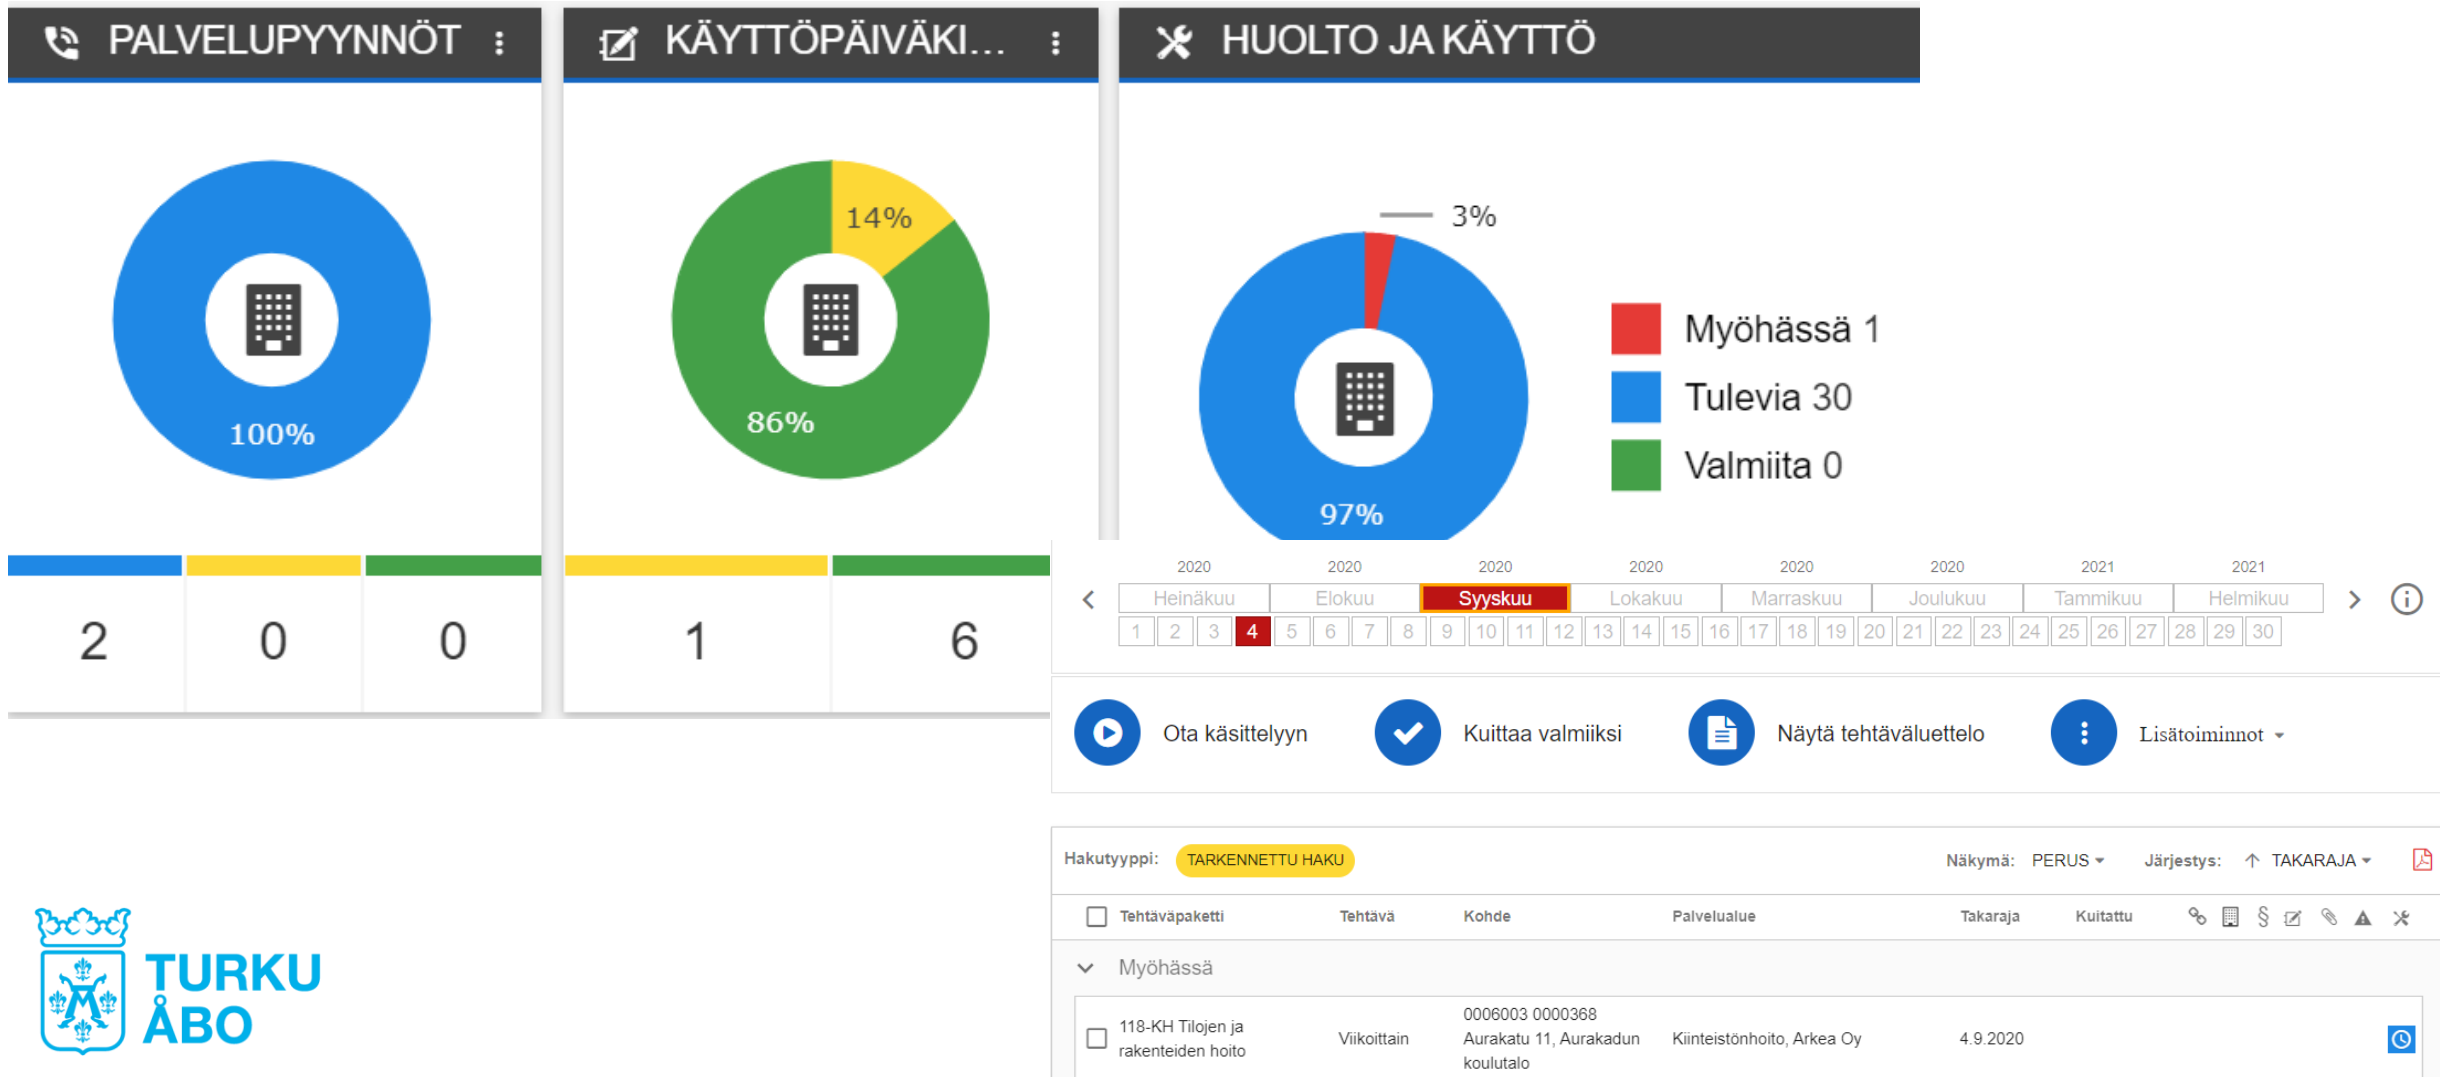 PALVELUPYYNNÖT
100%
2 0 0
KÄYTTÖPÄIVÄKI...
14%
86%
1 6
HUOLTO JA KÄYTTÖ
3%
97%
Myöhässä 1
Tulevia 30
Valmiita 0
2020 2020 2020 2020 2020 2020 2021 2021
Heinäkuu Elokuu Syyskuu Lokakuu Marraskuu Joulukuu Tammikuu Helmikuu
1 2 3 4 5 6 7 8 9 10 11 12 13 14 15 16 17 18 19 20 21 22 23 24 25 26 27 28 29 30
Ota käsittelyyn Kuittaa valmiiksi Näytä tehtäväluettelo Lisätoiminnot
Hakutyyppi: TARKENNETTU HAKU Näkymä: PERUS Järjestys: ↑ TAKARAJA
Tehtäväpaketti Tehtävä Kohde Palvelualue Takaraja Kuitattu §
Myöhässä
118-KH Tilojen ja
rakenteiden hoito
Viikoittain
0006003 0000368
Aurakatu 11, Aurakadun
koulutalo
Kiinteistönhoito, Arkea Oy
4.9.2020
TURKU
ÅBO